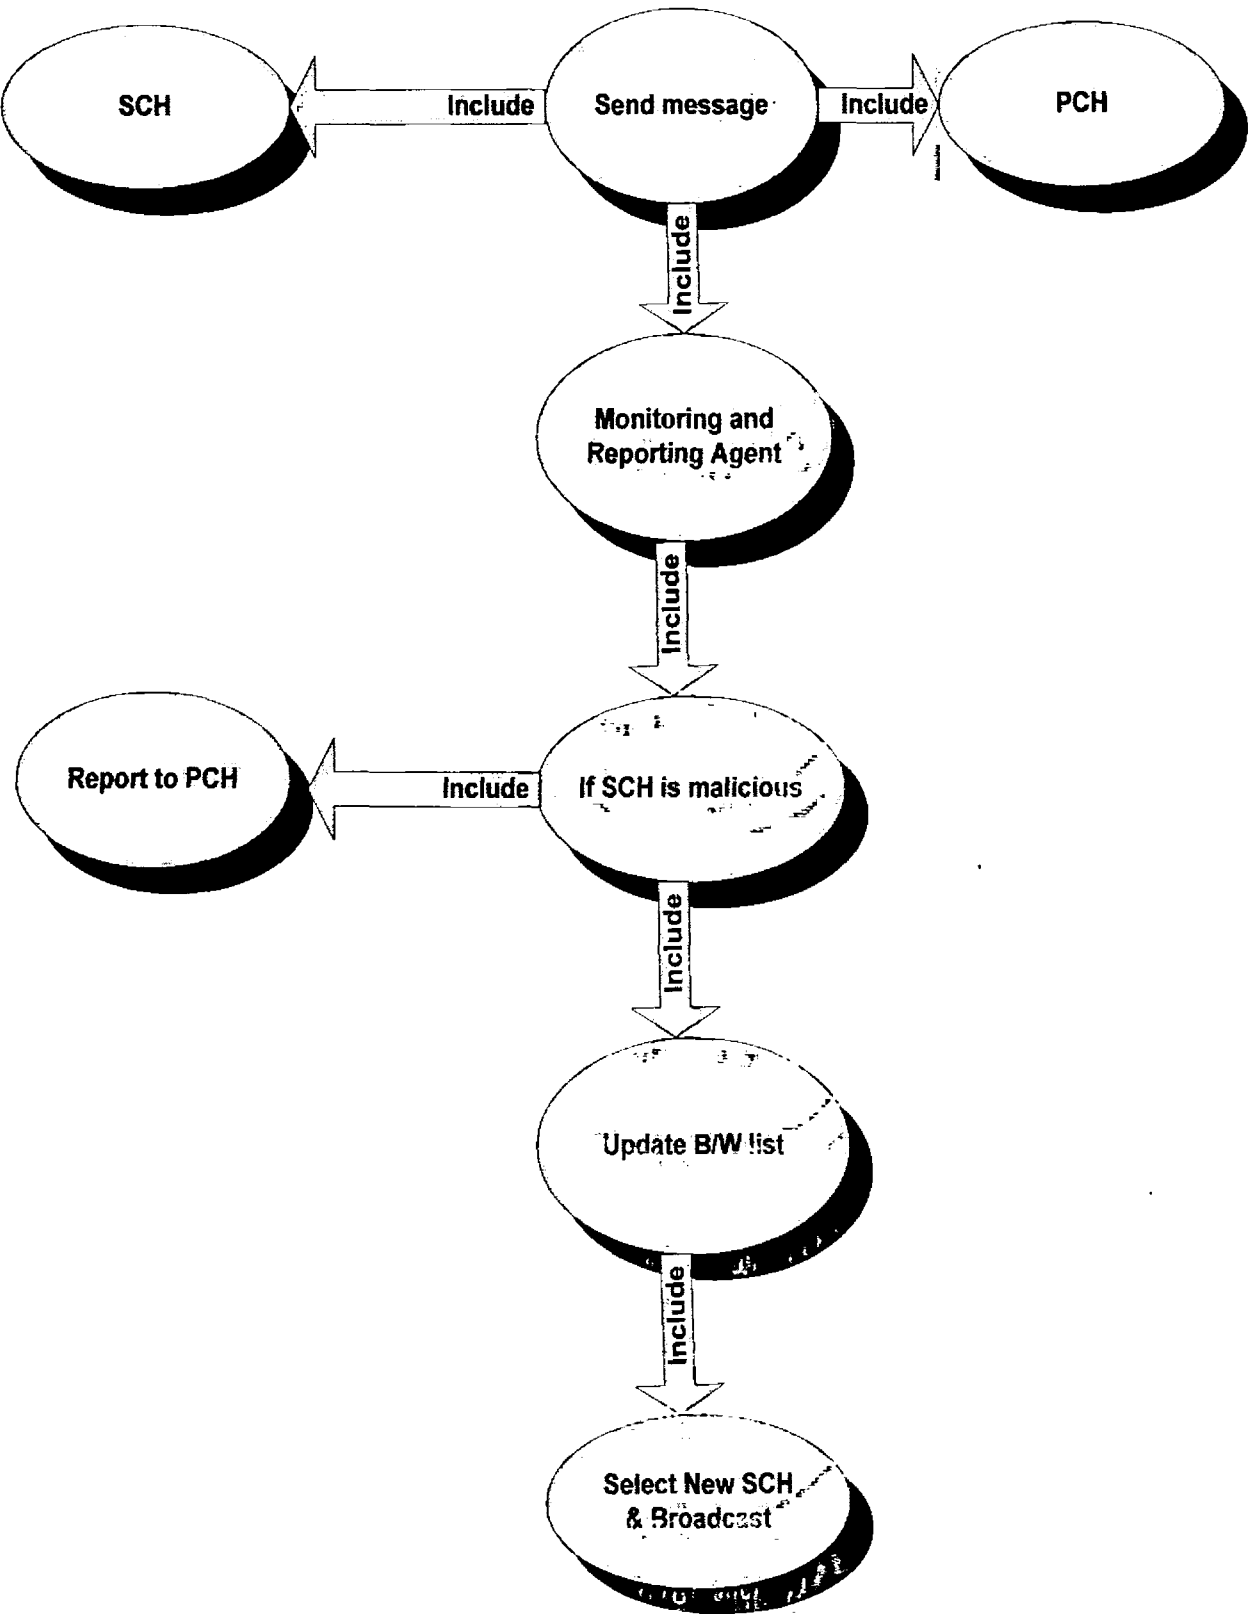 SCH
Include
Send message
Include
PCH
Include
Monitoring and
Reporting Agent
Include
Report to PCH
Include
If SCH is malicious
Include
Update B/W list
Include
Select New SCH
& Broadcast